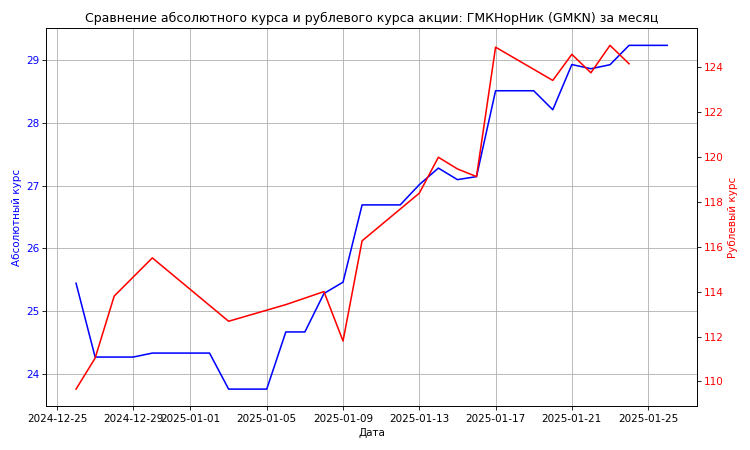 Сравнение абсолютного курса и рублевого курса акции: ГМКНорНик (GMKN) за месяц
29
28
27
26
25
24
Абсолютный курс
124
122
120
118
116
114
112
110
Рублевый курс
2024-12-25 2024-12-29 2025-01-01 2025-01-05 2025-01-09 2025-01-13 2025-01-17 2025-01-21 2025-01-25
Дата